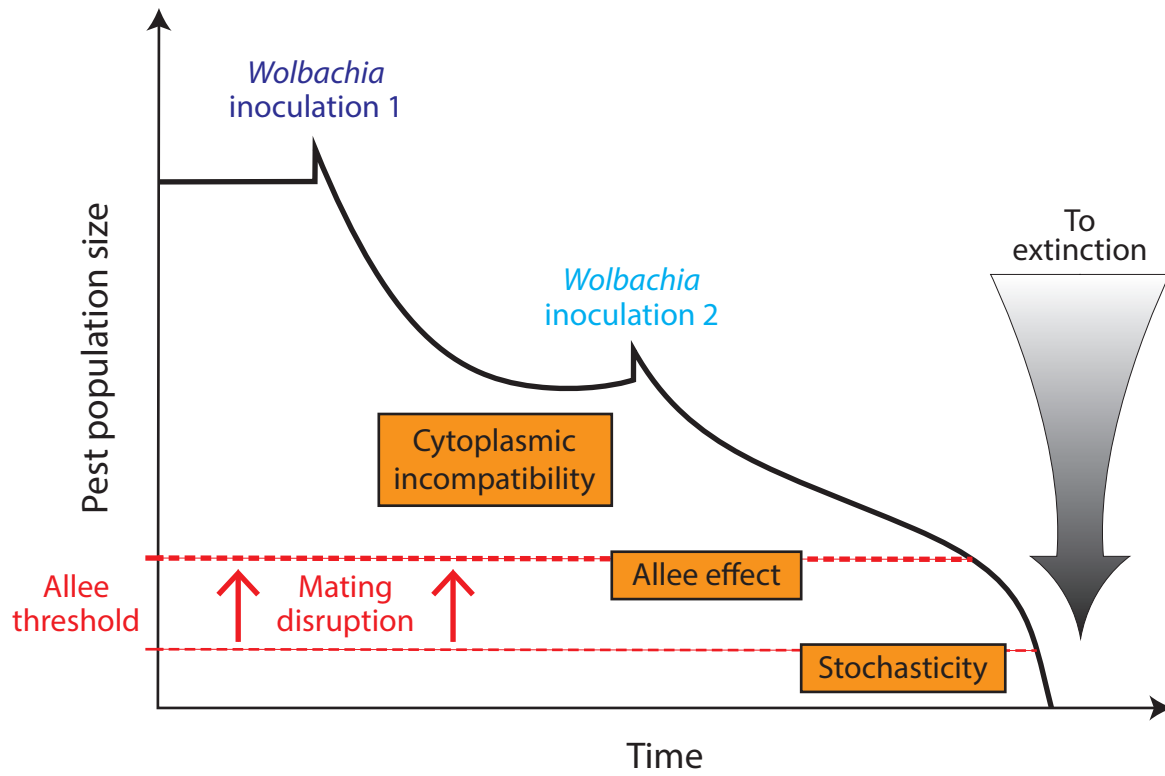 Wolbachia
inoculation 1
To
extinction
Wolbachia
inoculation 2
Pest population size
Cytoplasmic
incompatibility
Allee effect
Allee
threshold
Mating
disruption
Stochasticity
Time